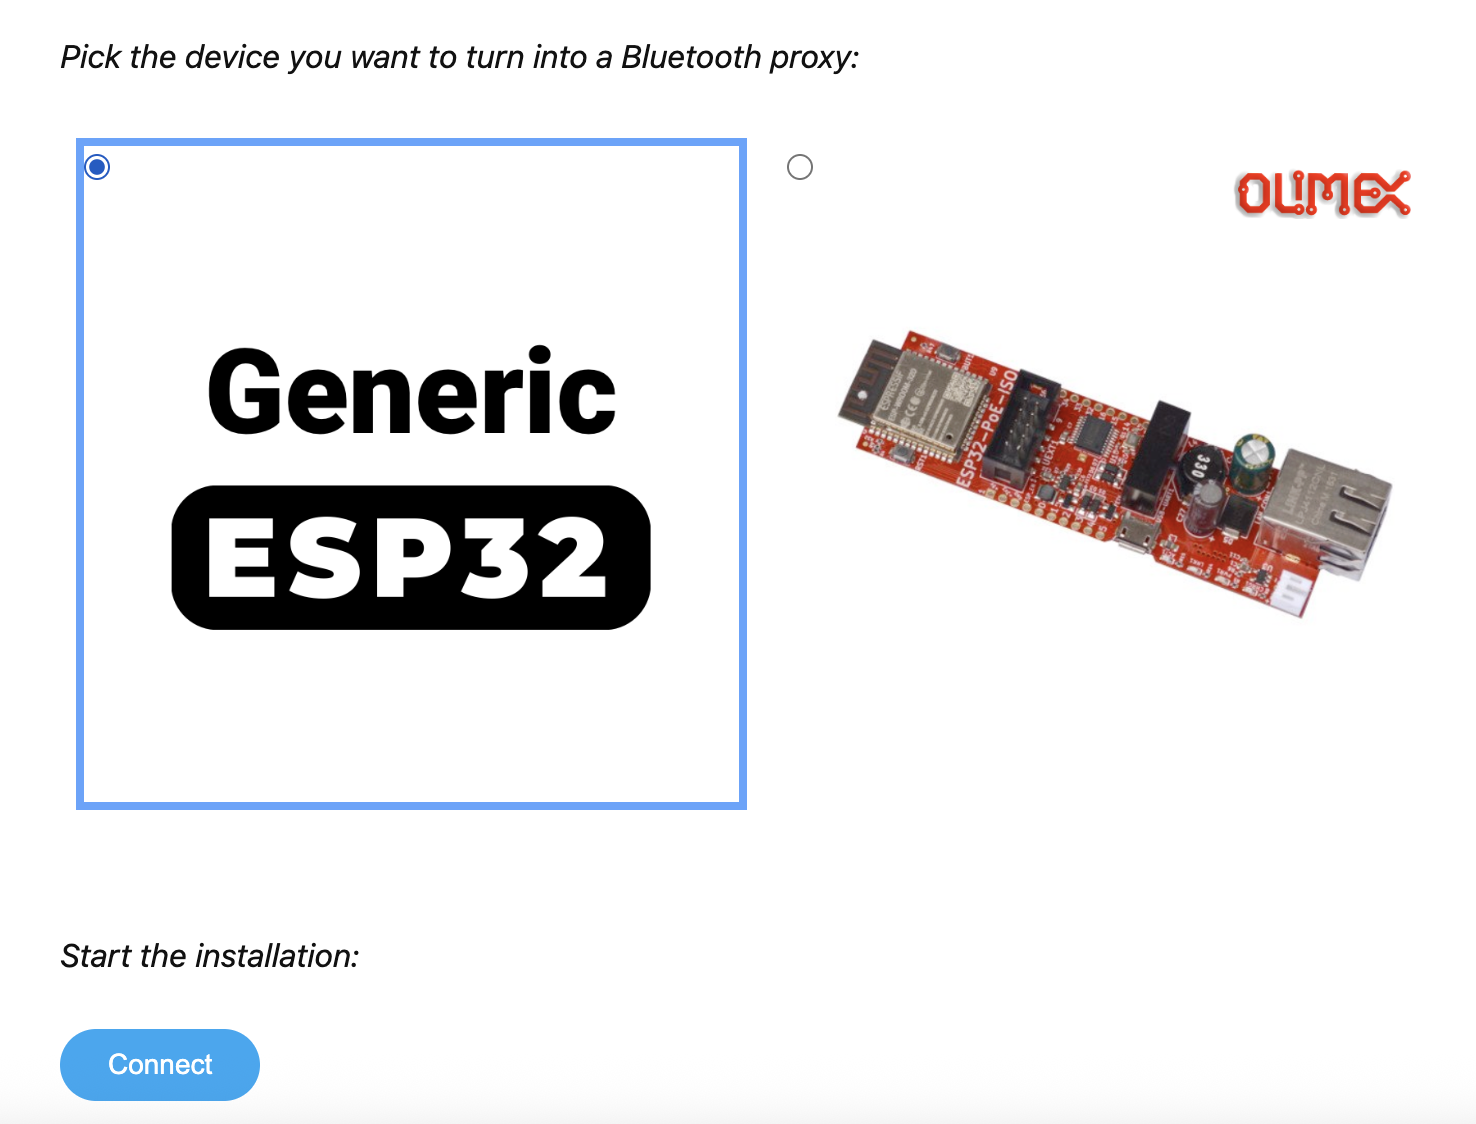 Pick the device you want to turn into a Bluetooth proxy:
Generic
ESP32
OLIMEX
ESP32-PoE-ISO
330
Start the installation:
Connect